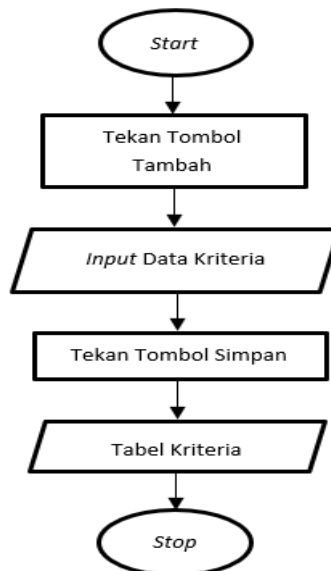 Start
Tekan Tombol
Tambah
Input Data Kriteria
Tekan Tombol Simpan
Tabel Kriteria
Stop